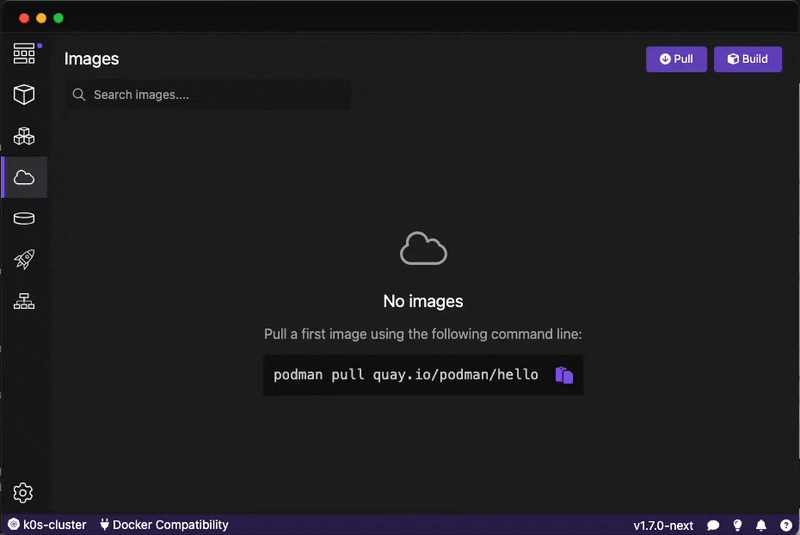 Images
Pull
Build
Search images....
No images
Pull a first image using the following command line:
podman pull quay.io/podman/hello
k0s-cluster
Docker Compatibility
v1.7.0-next